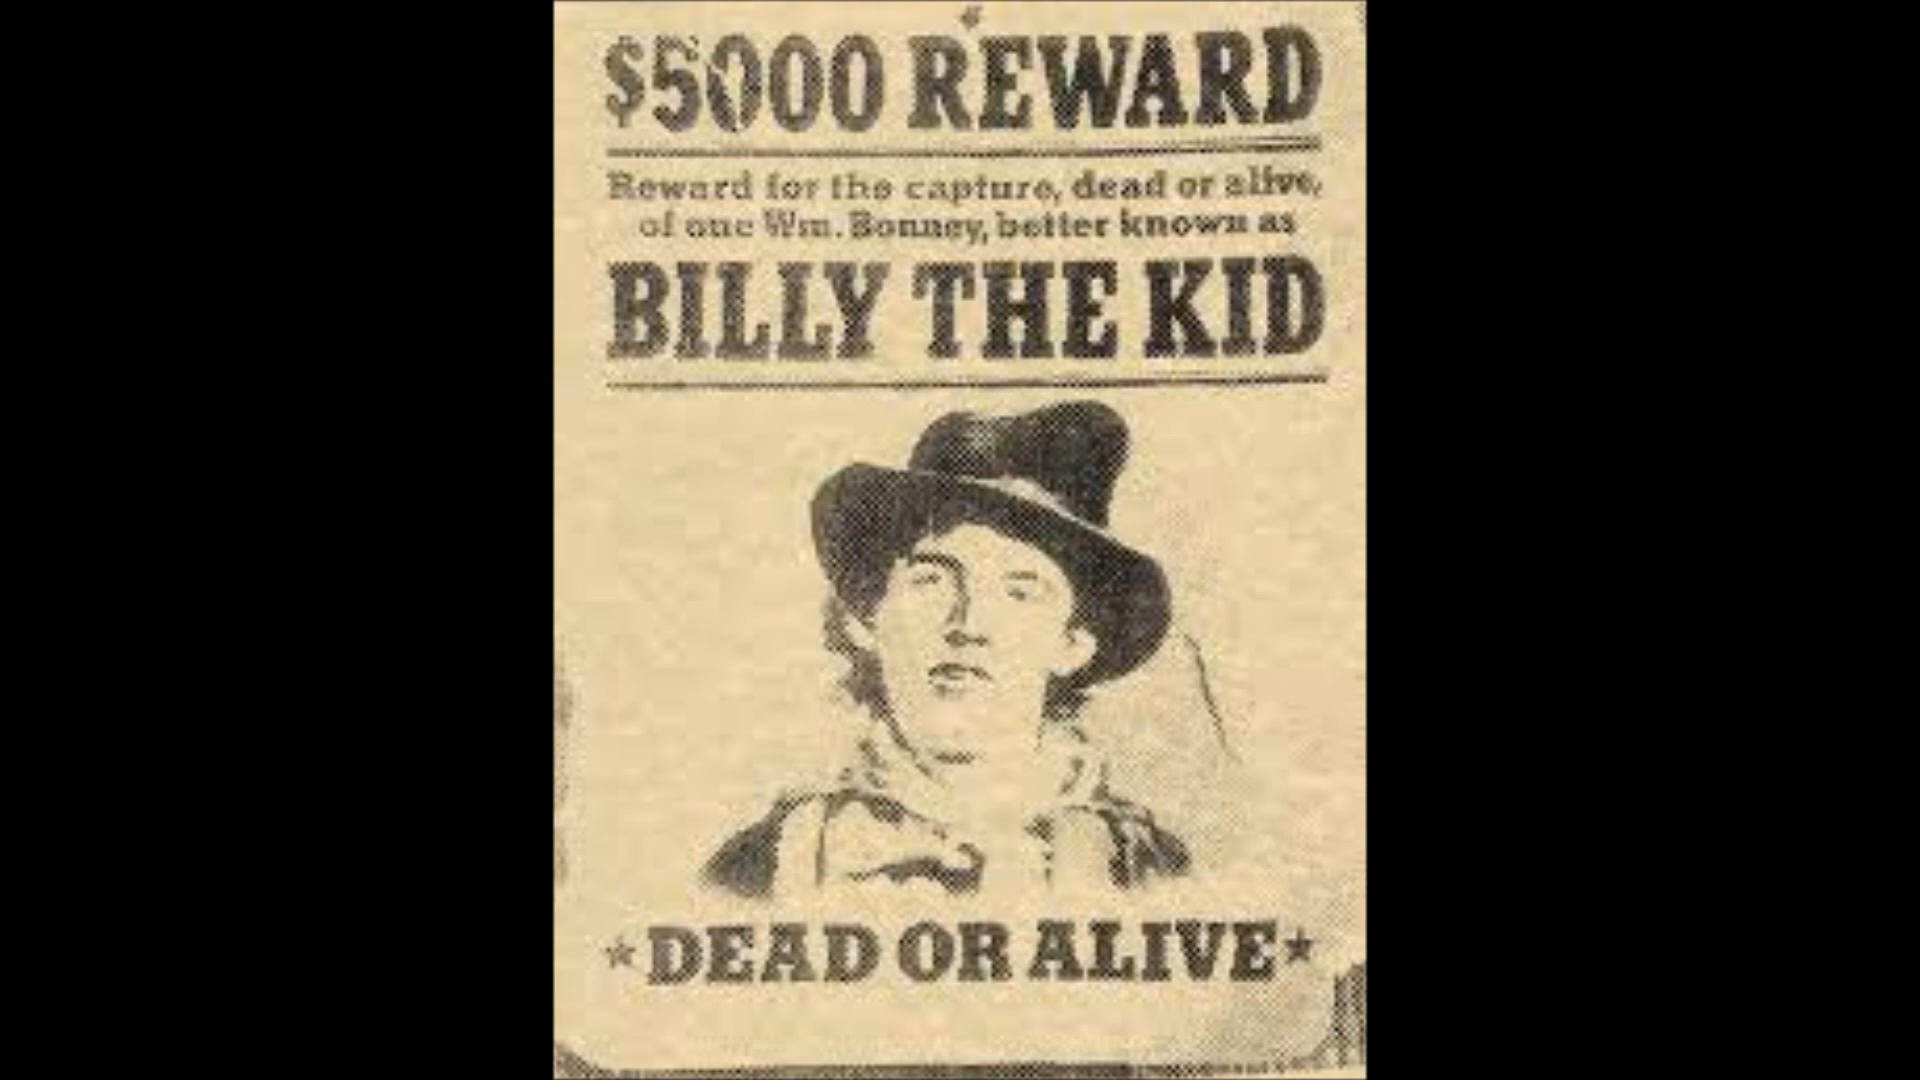 $5000 REWARD
Reward for the capture, dead or alive,
of one Wm. Bonney, better known as
BILLY THE KID
★DEAD OR ALIVE★